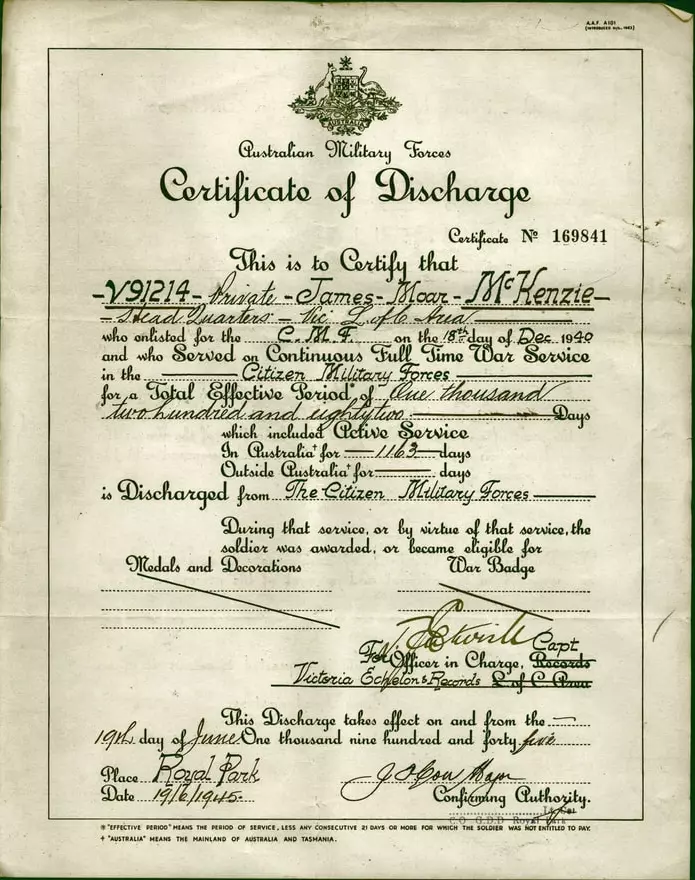 A.A.F. A101
AUSTRALIA
Australian Military Forces
Certificate of Discharge
Certificate No 169841
This is to Certify that
-V91214- Private -James-Moar-McKenzie-
- Head Quarters - Vic L of C Area
who enlisted for the C.M.F. on the 18th day of Dec 1940
and who Served on Continuous Full Time War Service
in the Citizen Military Forces
for a Total Effective Period* of One thousand
two hundred and eighty two Days
which included Active Service
In Australia† for 1163 days
Outside Australia† for days
is Discharged from The Citizen Military Forces
During that service, or by virtue of that service, the
soldier was awarded, or became eligible for
Medals and Decorations War Badge
Capt
For Officer in Charge, Records
Victoria Echelon & Records L of C Area
This Discharge takes effect on and from the
19th day of June One thousand nine hundred and forty five
Place Royal Park
Date 19/6/1945. Major
Confirming Authority.
Lt Col
C.O. G.D.D Royal Park
* "EFFECTIVE PERIOD" MEANS THE PERIOD OF SERVICE, LESS ANY CONSECUTIVE 21 DAYS OR MORE FOR WHICH THE SOLDIER WAS NOT ENTITLED TO PAY.
† "AUSTRALIA" MEANS THE MAINLAND OF AUSTRALIA AND TASMANIA.